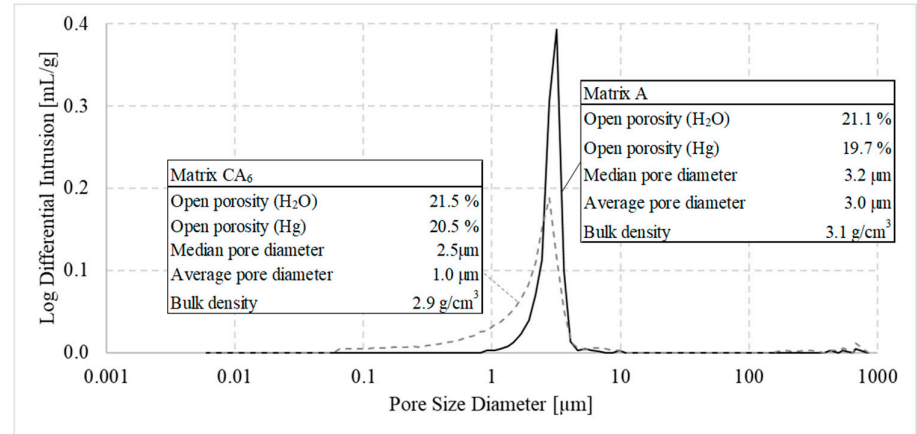 Log Differential Intrusion [mL/g]
0.4
0.3
0.2
0.1
0.0
Matrix A
Open porosity (H₂O) 21.1 %
Open porosity (Hg) 19.7 %
Median pore diameter 3.2 μm
Average pore diameter 3.0 μm
Bulk density 3.1 g/cm³
Matrix CA₆
Open porosity (H₂O) 21.5 %
Open porosity (Hg) 20.5 %
Median pore diameter 2.5μm
Average pore diameter 1.0 μm
Bulk density 2.9 g/cm³
0.001 0.01 0.1 1 10 100 1000
Pore Size Diameter [μm]